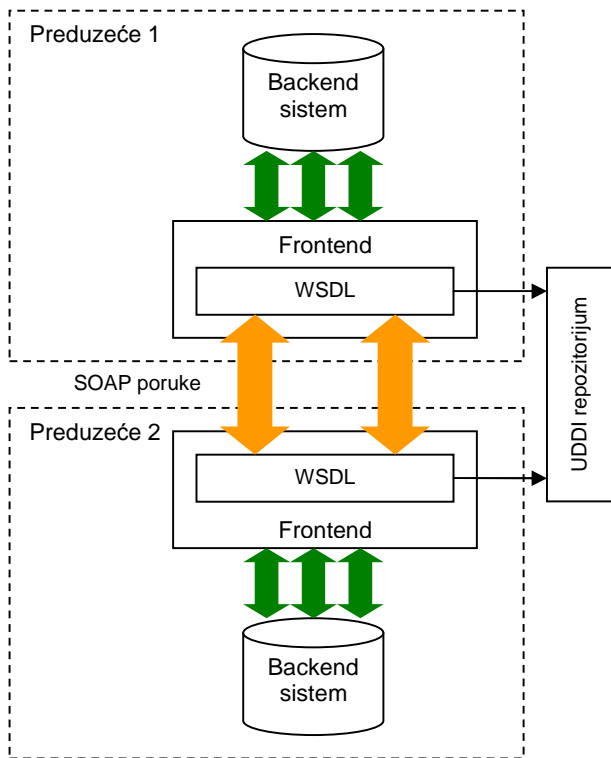 Preduzeće 1
Backend
sistem
Frontend
WSDL
UDDI repozitorijum
SOAP poruke
Preduzeće 2
WSDL
Frontend
Backend
sistem